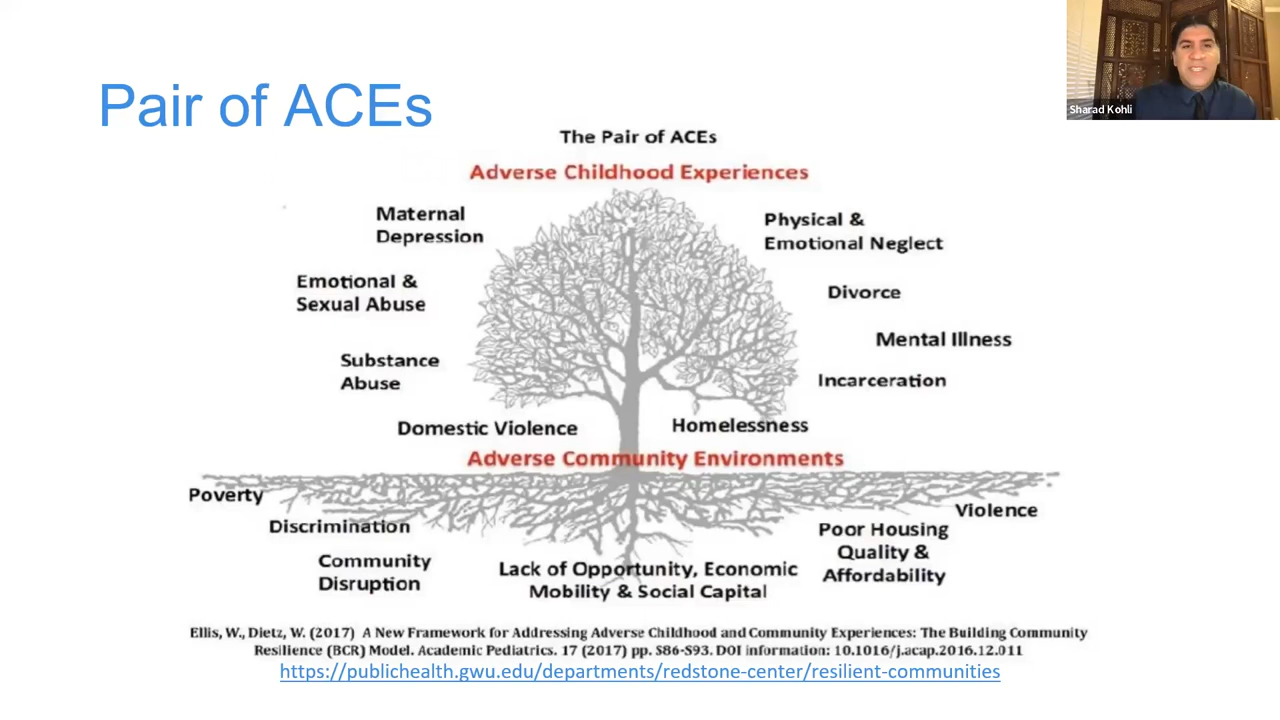 Sharad Kohli
Pair of ACEs
The Pair of ACEs
Adverse Childhood Experiences
Maternal
Depression
Physical &
Emotional Neglect
Emotional &
Sexual Abuse
Divorce
Mental Illness
Substance
Abuse
Incarceration
Domestic Violence
Homelessness
Adverse Community Environments
Poverty
Discrimination
Community
Disruption
Lack of Opportunity, Economic
Mobility & Social Capital
Poor Housing
Quality &
Affordability
Violence
Ellis, W., Dietz, W. (2017) A New Framework for Addressing Adverse Childhood and Community Experiences: The Building Community
Resilience (BCR) Model. Academic Pediatrics. 17 (2017) pp. S86-S93. DOI information: 10.1016/j.acap.2016.12.011
https://publichealth.gwu.edu/departments/redstone-center/resilient-communities